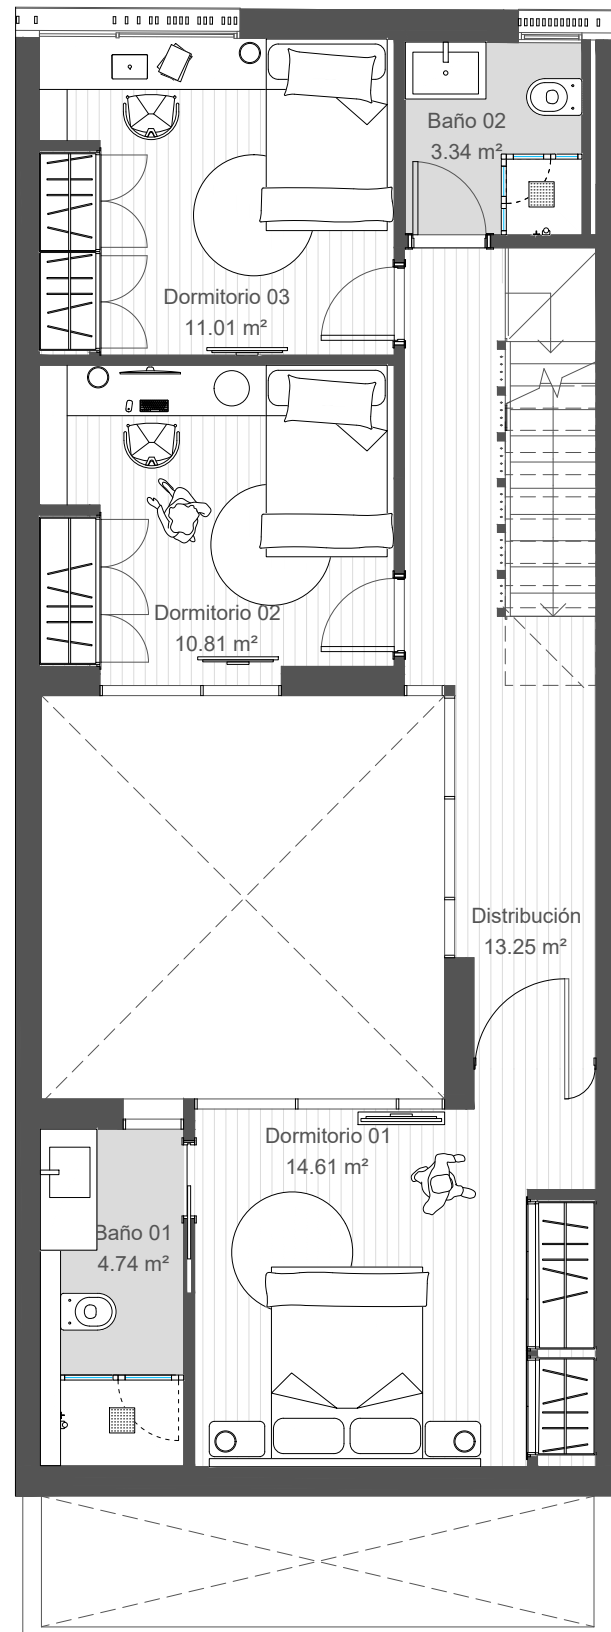 Baño 02
3.34 m²
Dormitorio 03
11.01 m²
Dormitorio 02
10.81 m²
Distribución
13.25 m²
Dormitorio 01
14.61 m²
Baño 01
4.74 m²